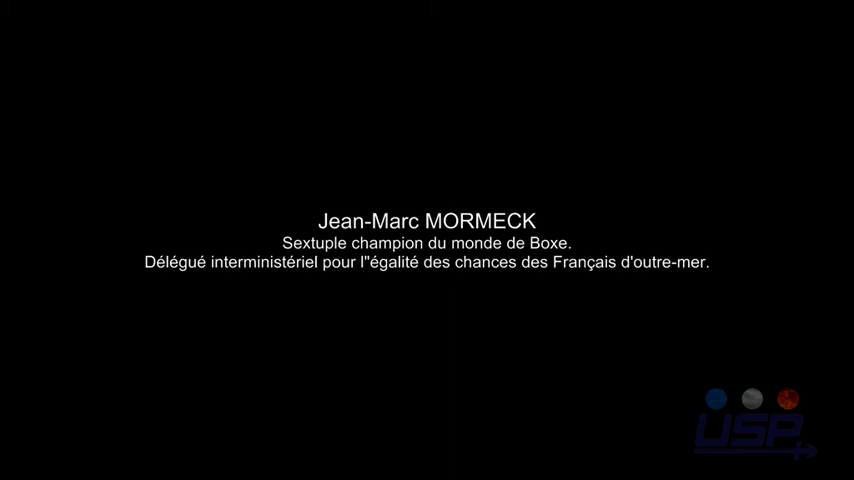 Jean-Marc MORMECK
Sextuple champion du monde de Boxe.
Délégué interministériel pour l"égalité des chances des Français d'outre-mer.
USP